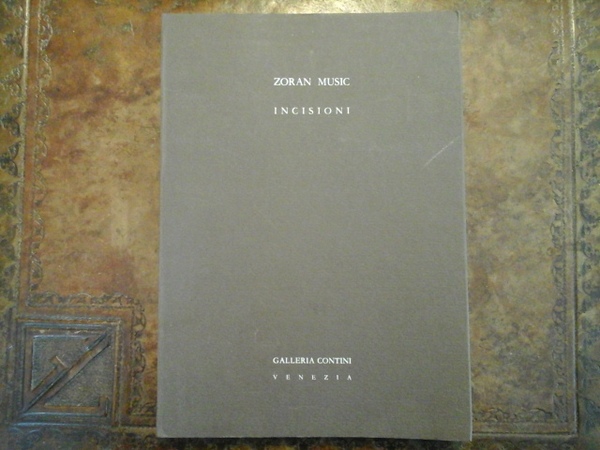 ZORAN MUSIC
INCISIONI
GALLERIA CONTINI
VENEZIA